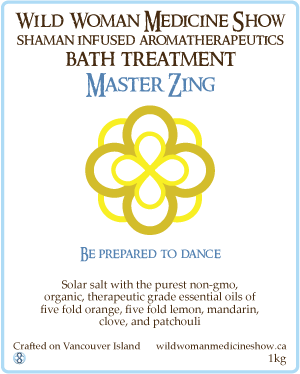 Wild Woman Medicine Show
shaman infused aromatherapeutics
bath treatment
Master Zing
Be prepared to dance
Solar salt with the purest non-gmo,
organic, therapeutic grade essential oils of
five fold orange, five fold lemon, mandarin,
clove, and patchouli
Crafted on Vancouver Island wildwomanmedicineshow.ca
1kg